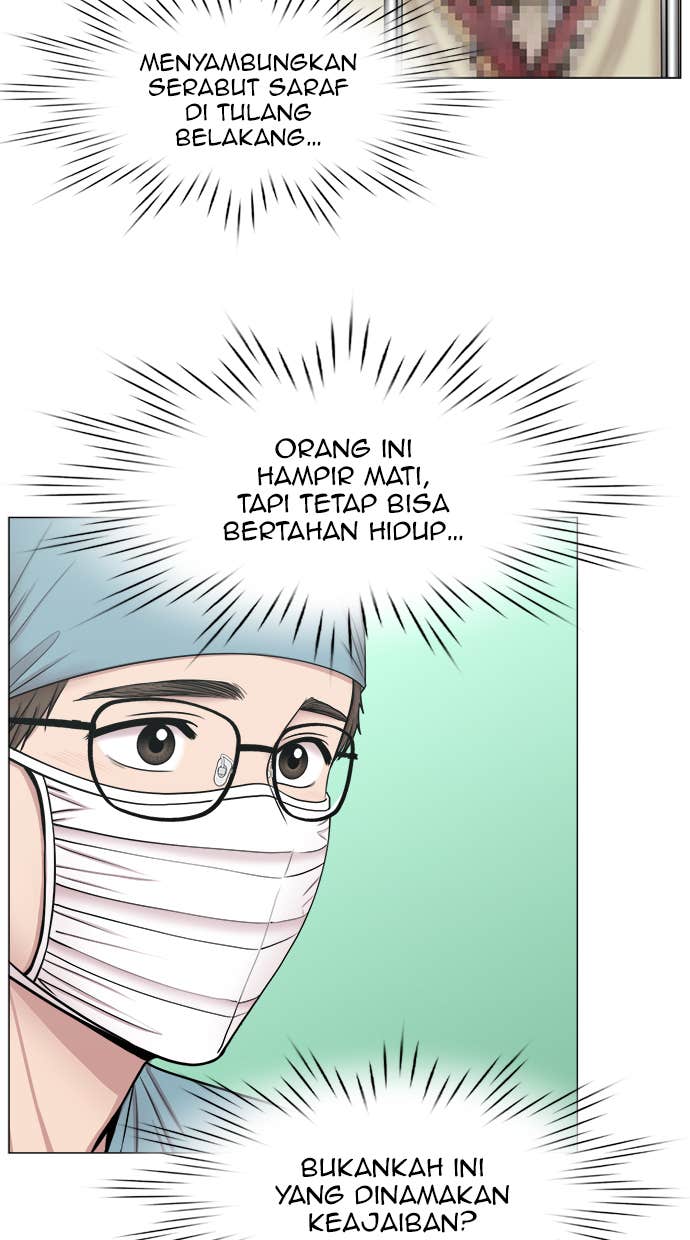 MENYAMBUNGKAN
SERABUT SARAF
DI TULANG
BELAKANG...
ORANG INI
HAMPIR MATI,
TAPI TETAP BISA
BERTAHAN HIDUP...
BUKANKAH INI
YANG DINAMAKAN
KEAJAIBAN?